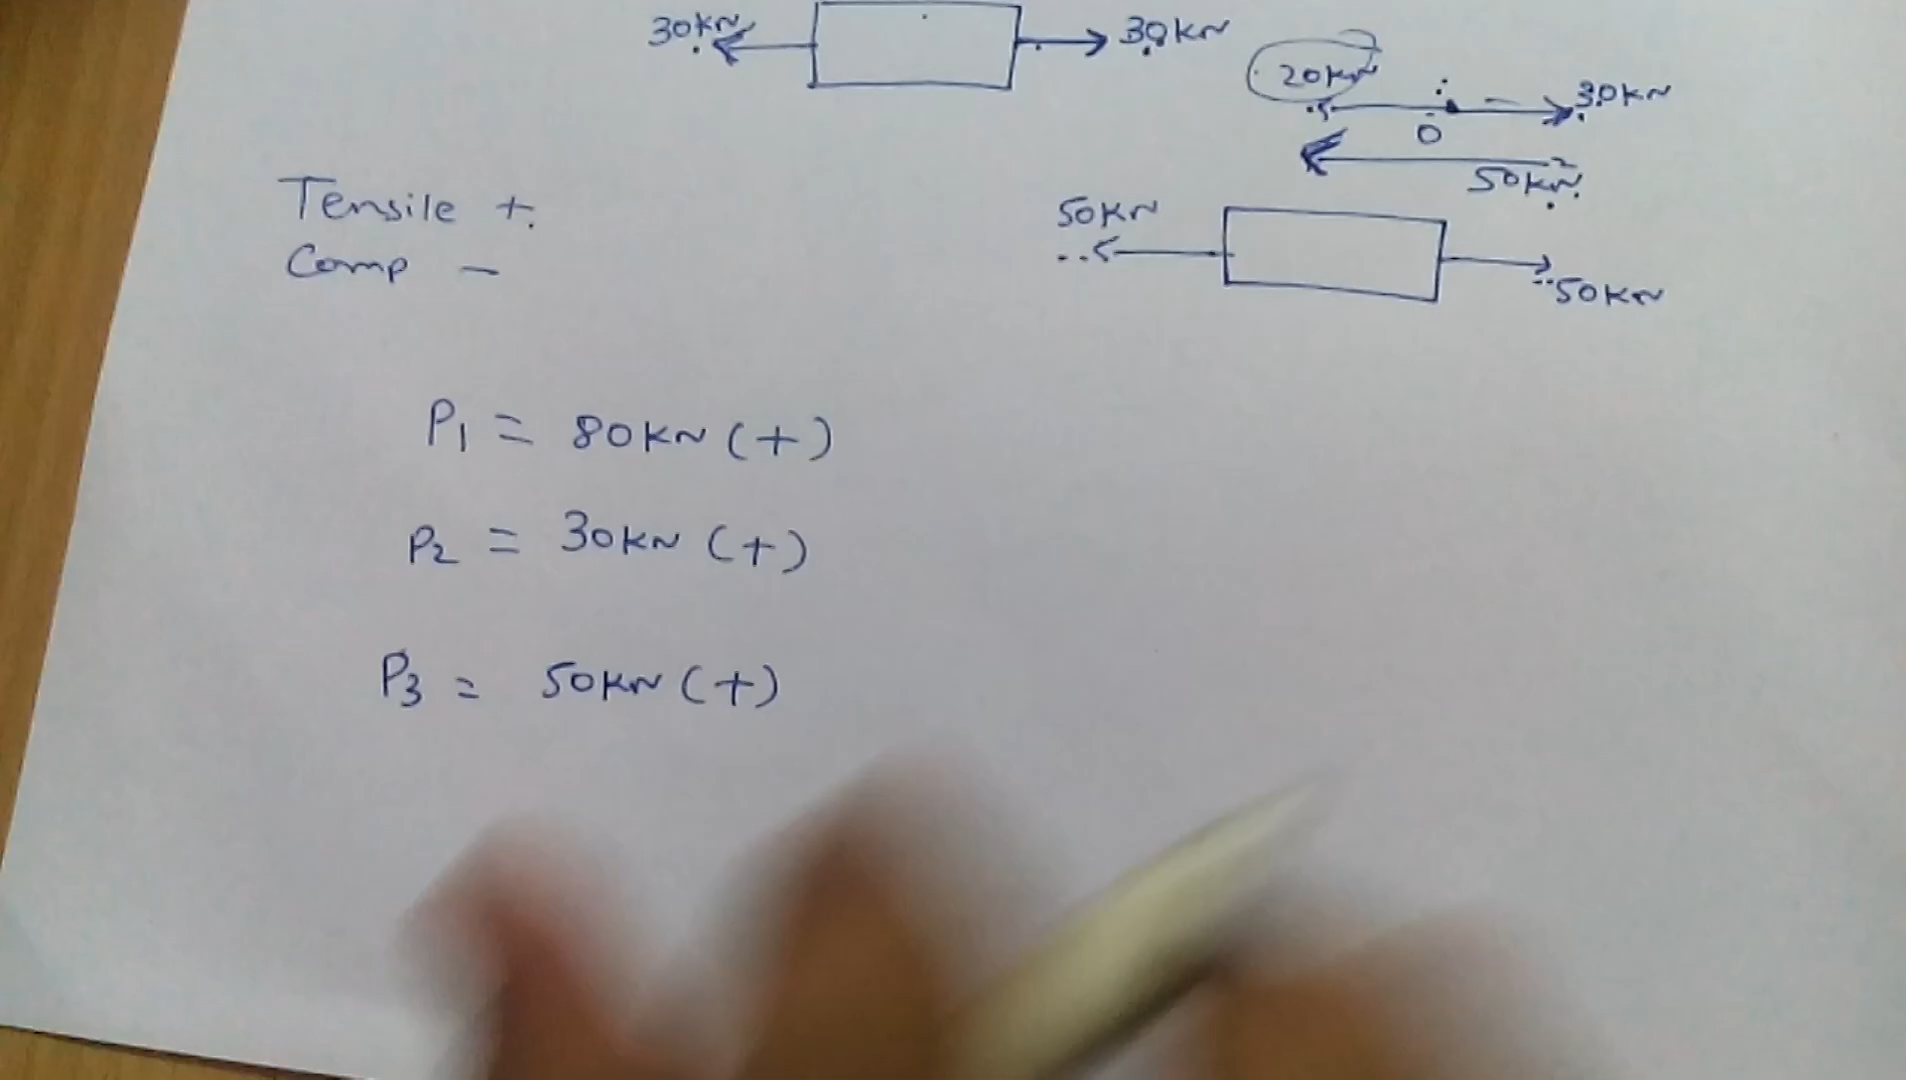 30KN 30KN
20KN 30KN
0
50KN
Tensile +
Comp -
50KN 50KN
P1 = 80KN (+)
P2 = 30KN (+)
P3 = 50KN (+)